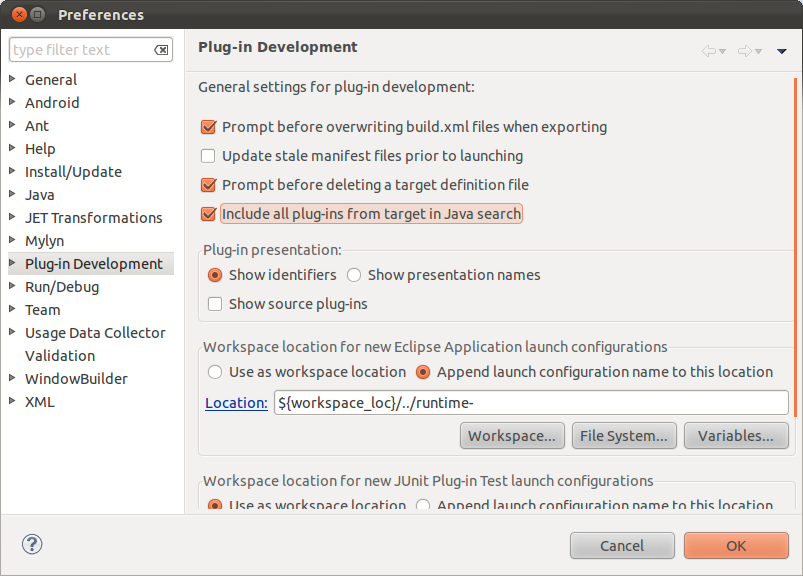 Preferences
type filter text
General
Android
Ant
Help
Install/Update
Java
JET Transformations
Mylyn
Plug-in Development
Run/Debug
Team
Usage Data Collector
Validation
WindowBuilder
XML
Plug-in Development
General settings for plug-in development:
Prompt before overwriting build.xml files when exporting
Update stale manifest files prior to launching
Prompt before deleting a target definition file
Include all plug-ins from target in Java search
Plug-in presentation:
Show identifiers Show presentation names
Show source plug-ins
Workspace location for new Eclipse Application launch configurations
Use as workspace location Append launch configuration name to this location
Location: ${workspace_loc}/../runtime-
Workspace... File System... Variables...
Workspace location for new JUnit Plug-in Test launch configurations
Use as workspace location Append launch configuration name to this location
? Cancel OK